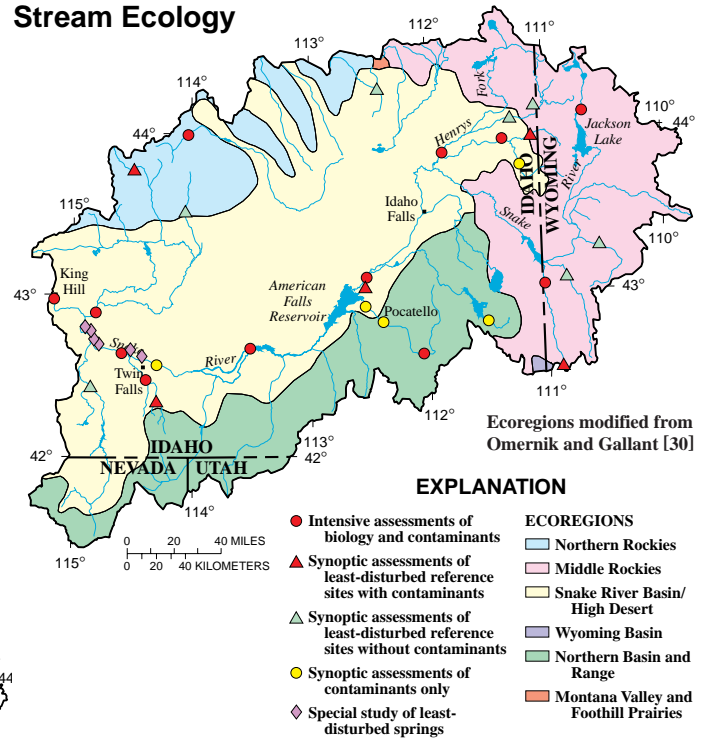 Stream Ecology
112°
111°
113°
114°
110°
44°
44°
115°
110°
43°
43°
Fork
Henrys
Jackson
Lake
River
IDAHO
WYOMING
Snake
Idaho
Falls
King
Hill
American
Falls
Reservoir
Pocatello
Snake
River
Twin
Falls
111°
112°
113°
42°
42°
114°
115°
IDAHO
NEVADA
UTAH
Ecoregions modified from
Omernik and Gallant [30]
0 20 40 MILES
0 20 40 KILOMETERS
EXPLANATION
Intensive assessments of
biology and contaminants
Synoptic assessments of
least-disturbed reference
sites with contaminants
Synoptic assessments of
least-disturbed reference
sites without contaminants
Synoptic assessments of
contaminants only
Special study of least-
disturbed springs
ECOREGIONS
Northern Rockies
Middle Rockies
Snake River Basin/
High Desert
Wyoming Basin
Northern Basin and
Range
Montana Valley and
Foothill Prairies
44